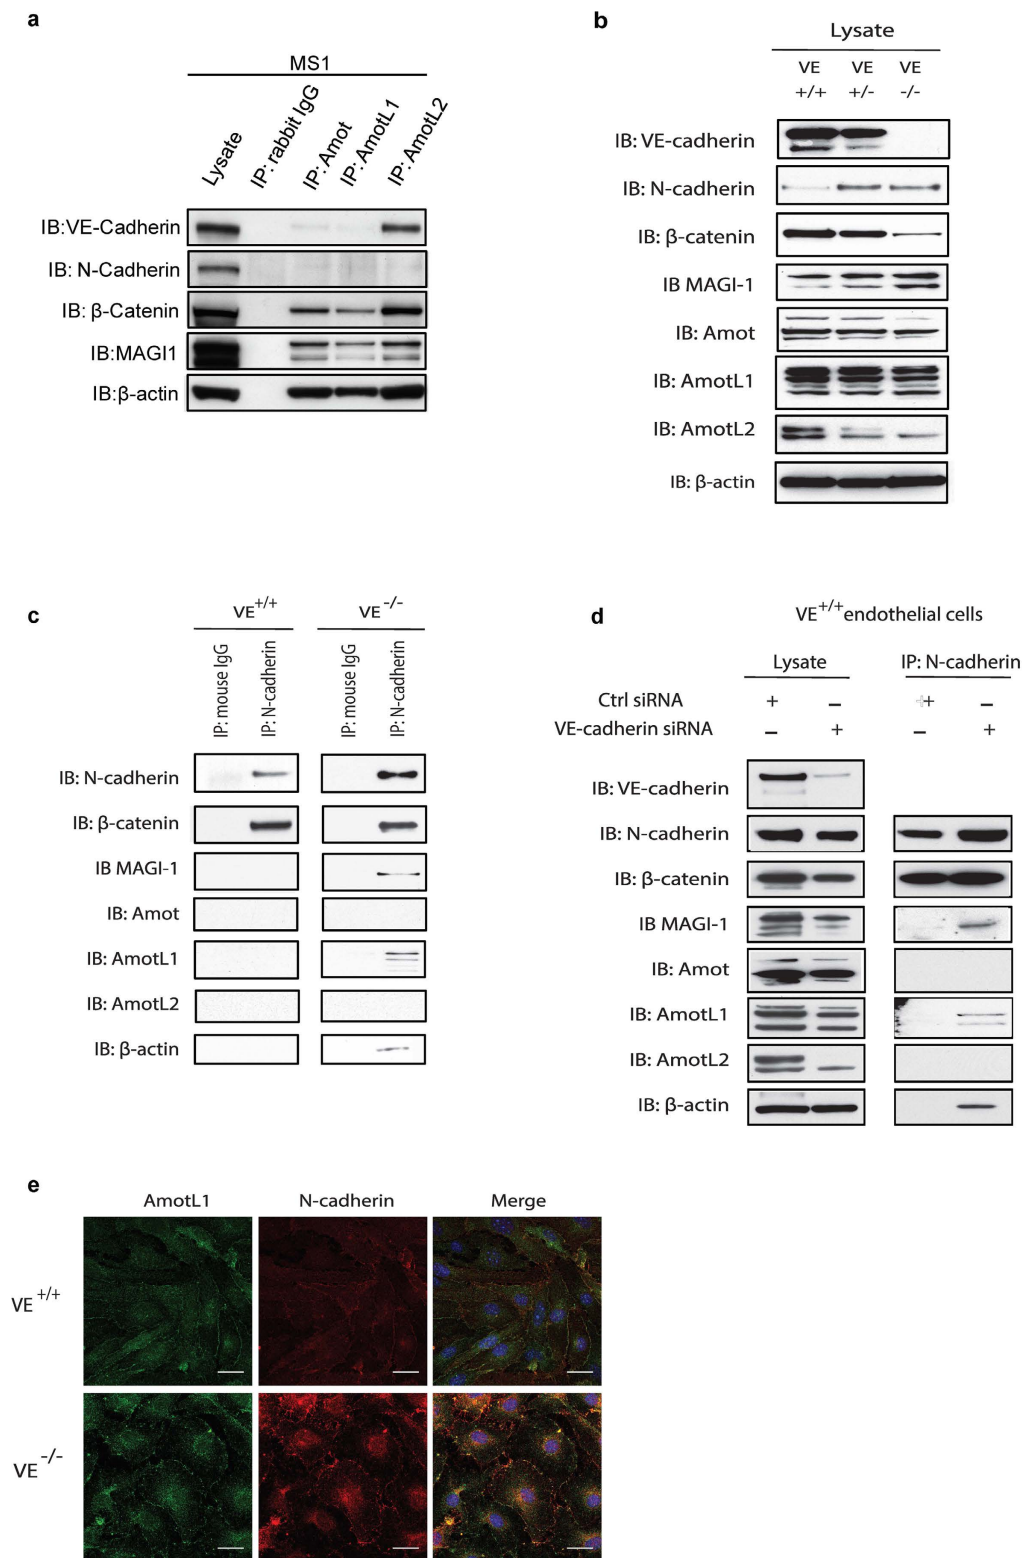 a
MS1
Lysate
IP: rabbit IgG
IP: Amot
IP: AmotL1
IP: AmotL2
IB:VE-Cadherin
IB: N-Cadherin
IB: β-Catenin
IB:MAGI1
IB:β-actin
b
Lysate
VE VE VE
+/+ +/- -/-
IB: VE-cadherin
IB: N-cadherin
IB: β-catenin
IB MAGI-1
IB: Amot
IB: AmotL1
IB: AmotL2
IB: β-actin
c
VE+/+ VE-/-
IP: mouse IgG
IP: N-cadherin
IP: mouse IgG
IP: N-cadherin
IB: N-cadherin
IB: β-catenin
IB MAGI-1
IB: Amot
IB: AmotL1
IB: AmotL2
IB: β-actin
d
VE+/+ endothelial cells
Lysate IP: N-cadherin
Ctrl siRNA + – + –
VE-cadherin siRNA – + – +
IB: VE-cadherin
IB: N-cadherin
IB: β-catenin
IB MAGI-1
IB: Amot
IB: AmotL1
IB: AmotL2
IB: β-actin
e
AmotL1 N-cadherin Merge
VE+/+
VE-/-